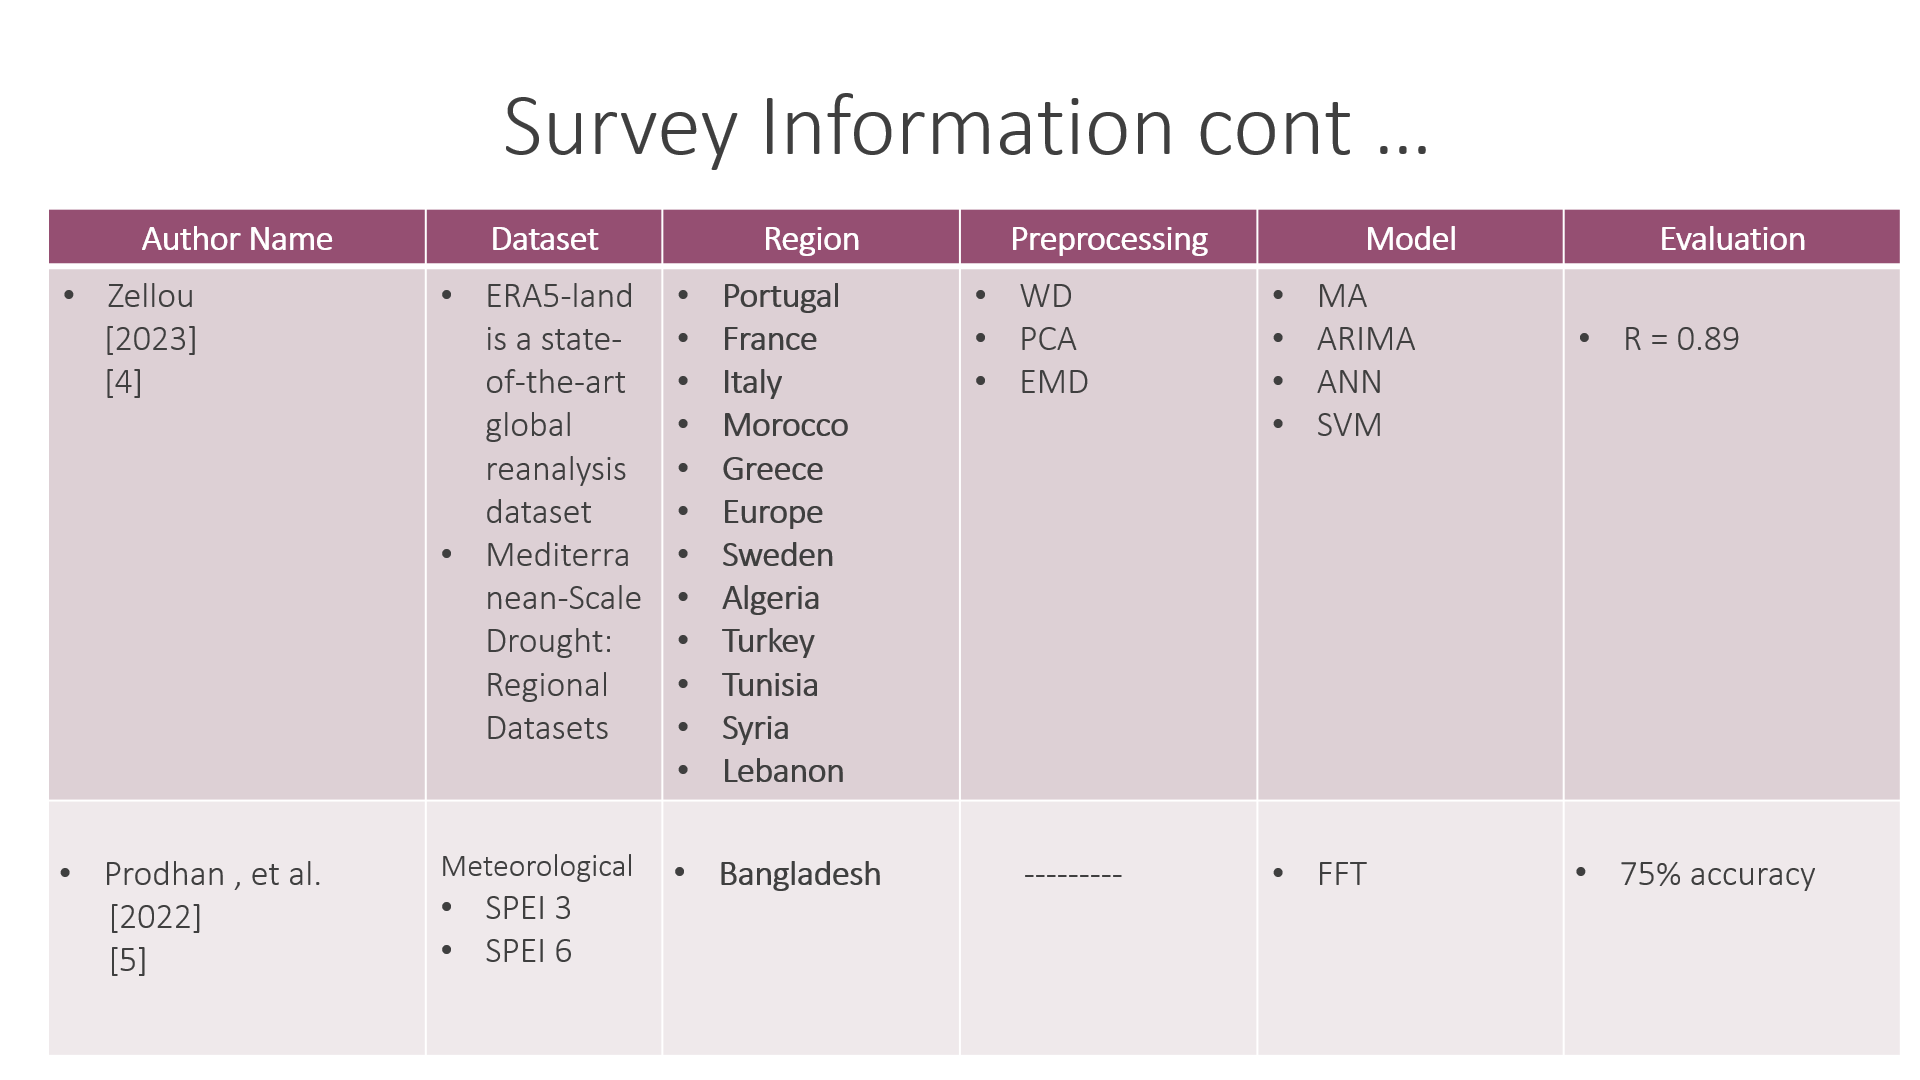 Survey Information cont ...
Author Name
Dataset
Region
Preprocessing
Model
Evaluation
• Zellou
[2023]
[4]
• ERA5-land
is a state-
of-the-art
global
reanalysis
dataset
• Mediterra
nean-Scale
Drought:
Regional
Datasets
• Portugal
• France
• Italy
• Morocco
• Greece
• Europe
• Sweden
• Algeria
• Turkey
• Tunisia
• Syria
• Lebanon
• WD
• PCA
• EMD
• MA
• ARIMA
• ANN
• SVM
• R = 0.89
• Prodhan , et al.
[2022]
[5]
Meteorological
• SPEI 3
• SPEI 6
• Bangladesh
---------
• FFT
• 75% accuracy